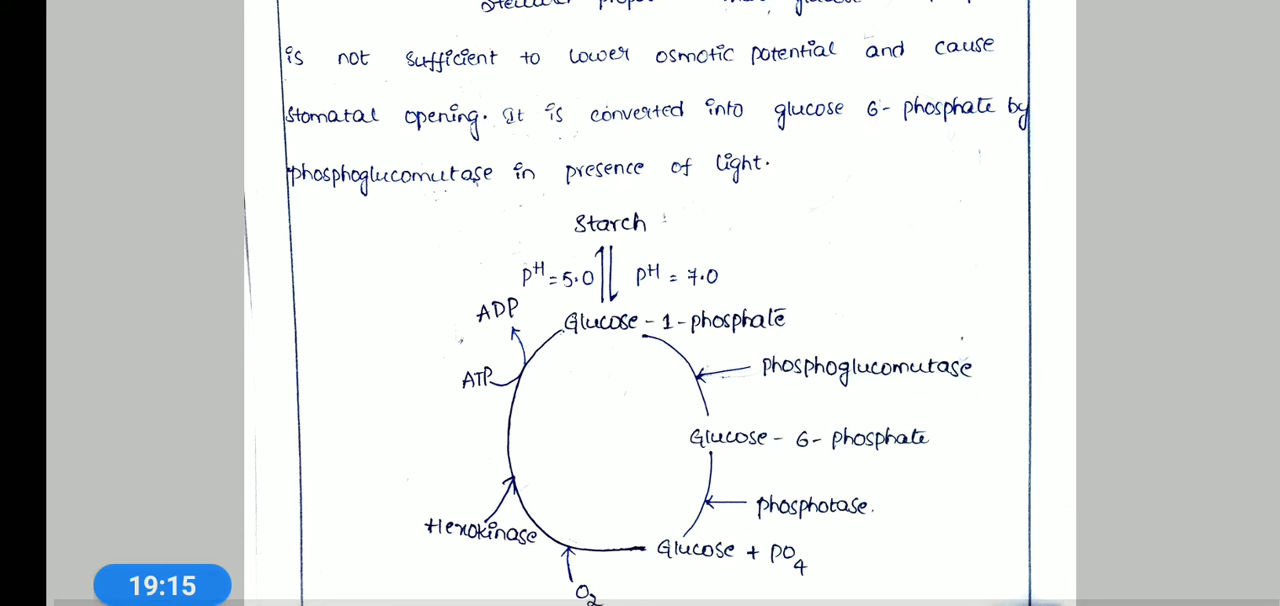 is not sufficient to lower osmotic potential and cause
stomatal opening. It is converted into glucose 6- phosphate by
phosphoglucomutase in presence of light.
Starch
pH = 5.0 pH = 7.0
ADP
Glucose - 1 - phosphate
ATP
phosphoglucomutase
Glucose - 6 - phosphate
phosphotase.
Hexokinase
Glucose + PO4
O2
19:15